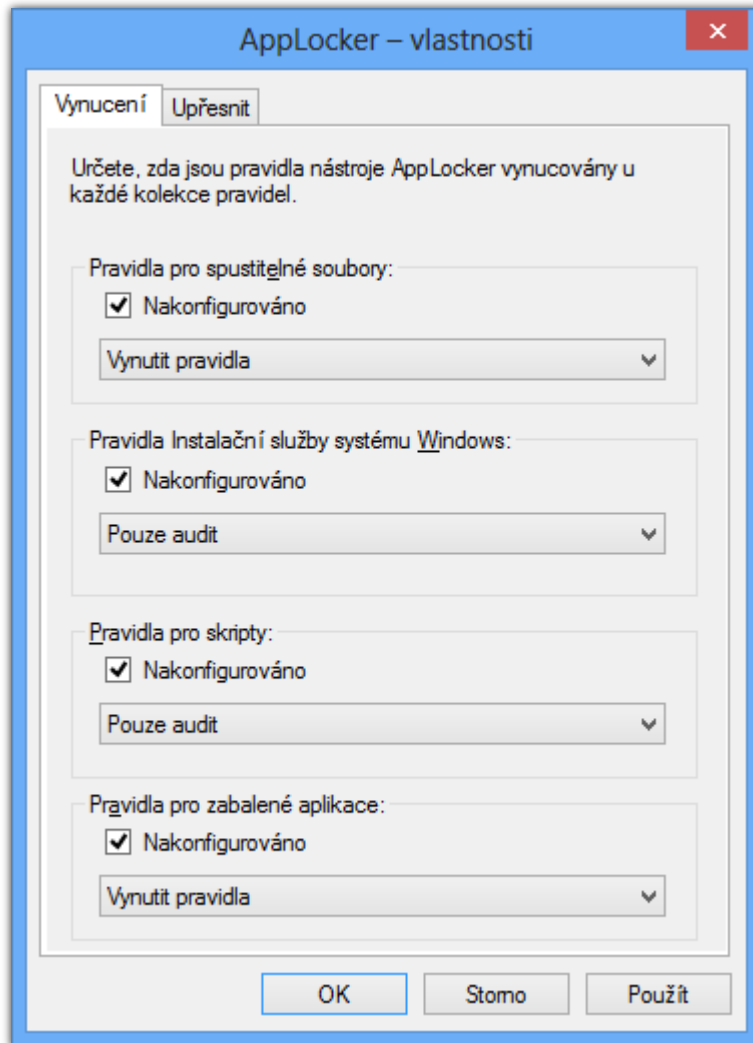 AppLocker – vlastnosti
Vynucení
Upřesnit
Určete, zda jsou pravidla nástroje AppLocker vynucovány u
každé kolekce pravidel.
Pravidla pro spustitelné soubory:
Nakonfigurováno
Vynutit pravidla
Pravidla Instalační služby systému Windows:
Nakonfigurováno
Pouze audit
Pravidla pro skripty:
Nakonfigurováno
Pouze audit
Pravidla pro zabalené aplikace:
Nakonfigurováno
Vynutit pravidla
OK
Storno
Použít